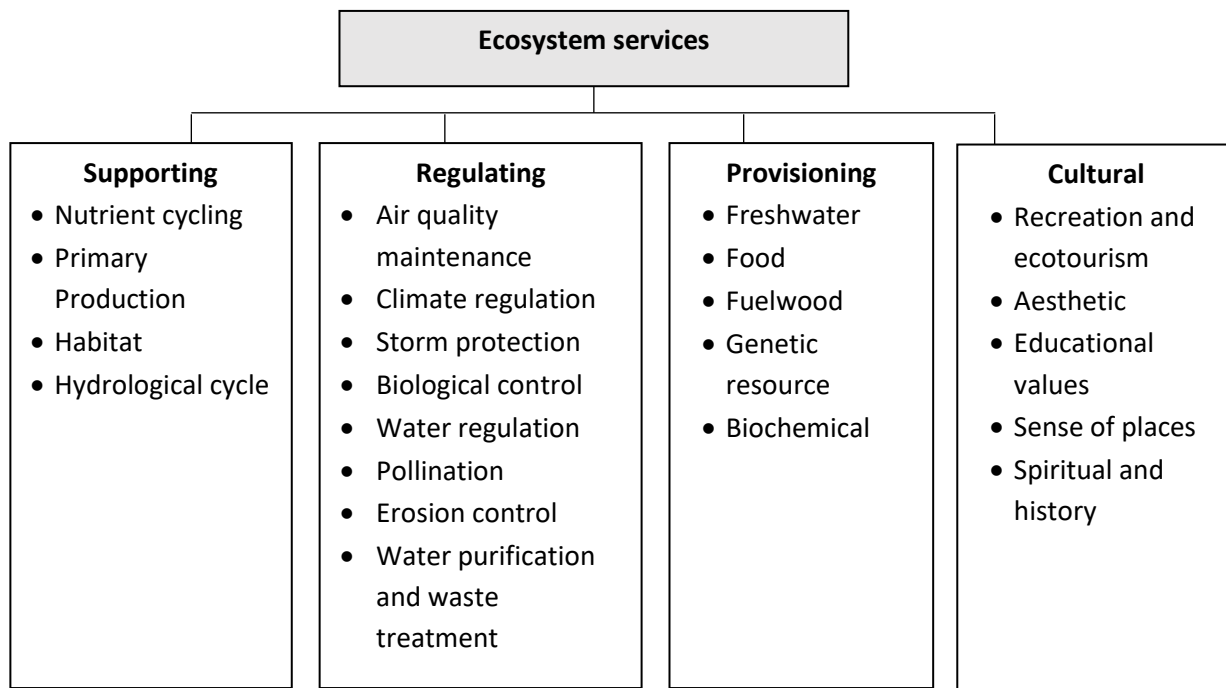 Ecosystem services
Supporting
• Nutrient cycling
• Primary
Production
• Habitat
• Hydrological cycle
Regulating
• Air quality
maintenance
• Climate regulation
• Storm protection
• Biological control
• Water regulation
• Pollination
• Erosion control
• Water purification
and waste
treatment
Provisioning
• Freshwater
• Food
• Fuelwood
• Genetic
resource
• Biochemical
Cultural
• Recreation and
ecotourism
• Aesthetic
• Educational
values
• Sense of places
• Spiritual and
history